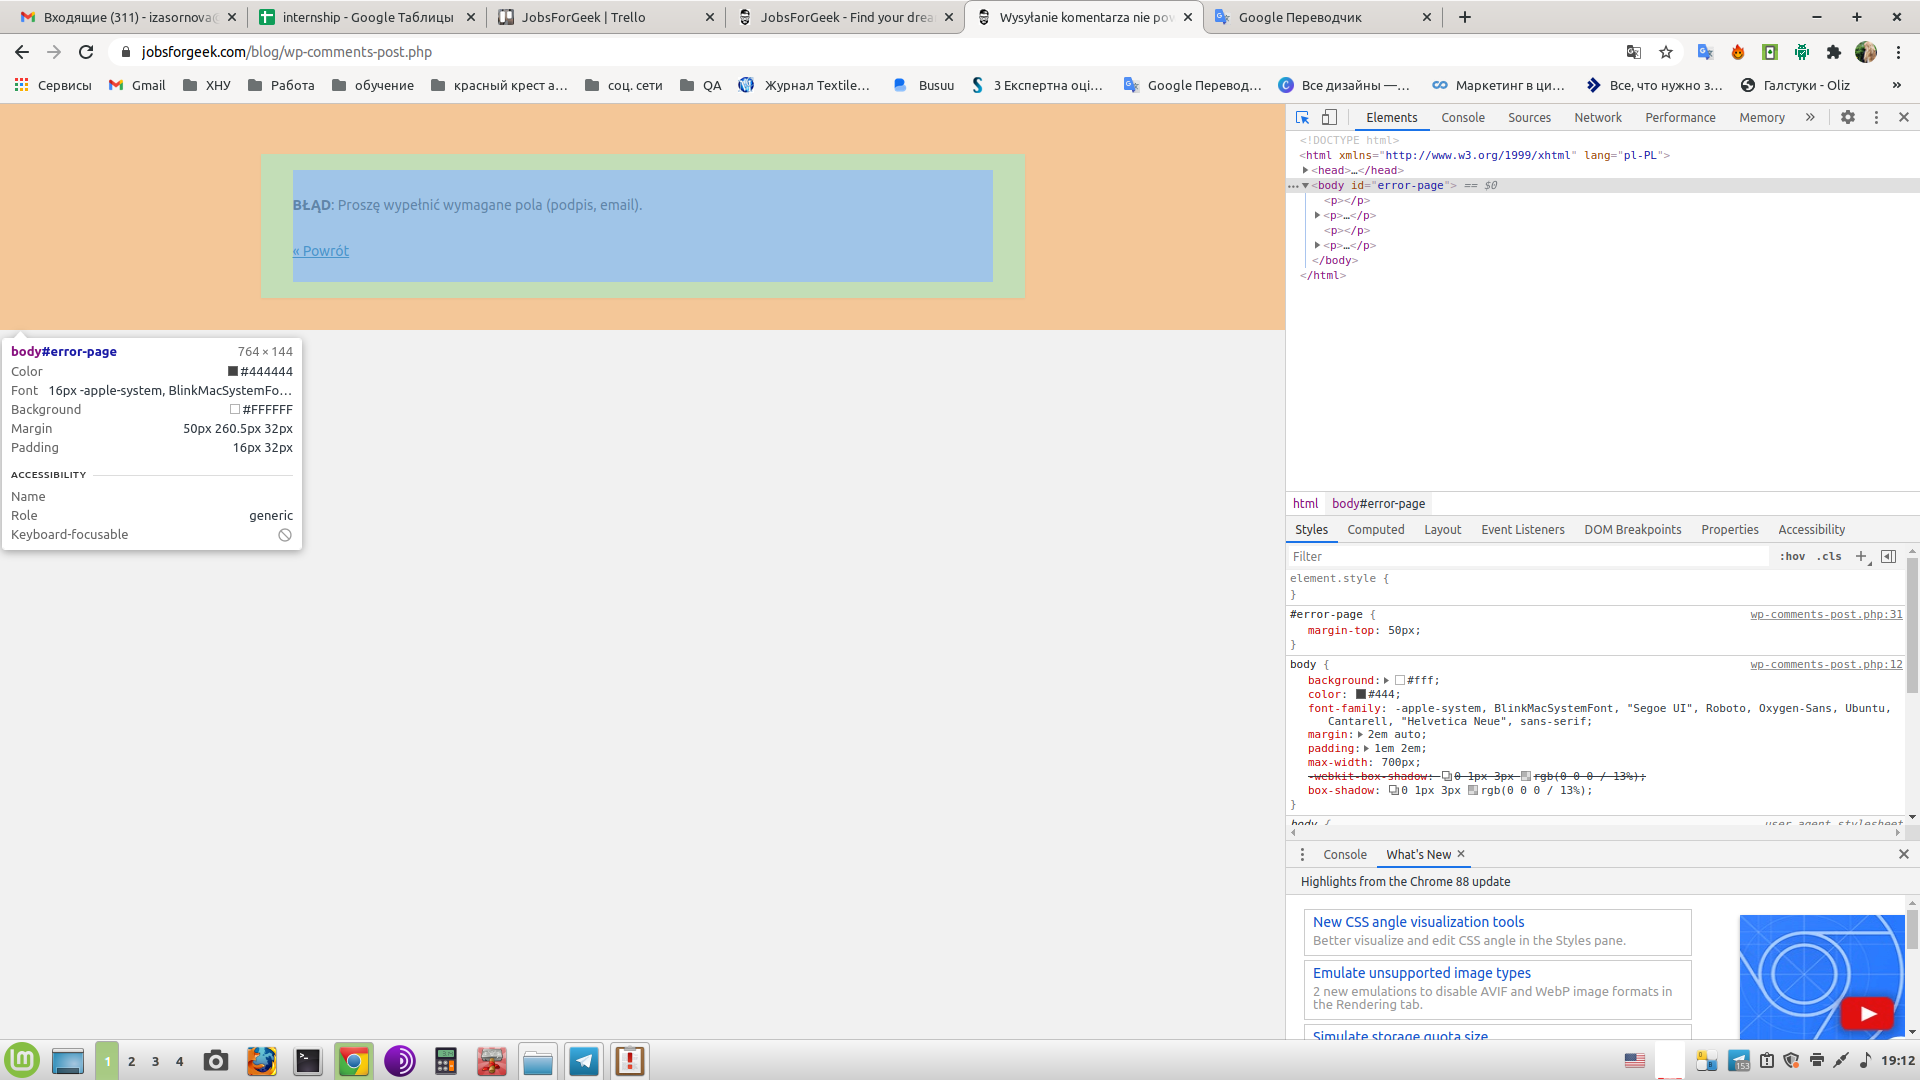 Входящие (311) - izasornova@
internship - Google Таблицы
JobsForGeek | Trello
JobsForGeek - Find your drea
Wysyłanie komentarza nie pow
Google Переводчик
jobsforgeek.com/blog/wp-comments-post.php
Сервисы
Gmail
ХНУ
Работа
обучение
красный крест а...
соц. сети
QA
Журнал Textile...
Busuu
З Експертна оці...
Google Перевод...
Все дизайны —...
Маркетинг в ци...
Все, что нужно з...
Галстуки - Oliz
»
BŁĄD: Proszę wypełnić wymagane pola (podpis, email).
« Powrót
body#error-page 764 × 144
Color #444444
Font 16px -apple-system, BlinkMacSystemFo...
Background #FFFFFF
Margin 50px 260.5px 32px
Padding 16px 32px
ACCESSIBILITY
Name
Role generic
Keyboard-focusable
Elements Console Sources Network Performance Memory »
<!DOCTYPE html>
<html xmlns="http://www.w3.org/1999/xhtml" lang="pl-PL">
<head>…</head>
<body id="error-page"> == $0
<p></p>
<p>…</p>
<p></p>
<p>…</p>
</body>
</html>
html body#error-page
Styles Computed Layout Event Listeners DOM Breakpoints Properties Accessibility
Filter :hov .cls +
element.style {
}
#error-page { wp-comments-post.php:31
margin-top: 50px;
}
body { wp-comments-post.php:12
background: #fff;
color: #444;
font-family: -apple-system, BlinkMacSystemFont, "Segoe UI", Roboto, Oxygen-Sans, Ubuntu,
Cantarell, "Helvetica Neue", sans-serif;
margin: 2em auto;
padding: 1em 2em;
max-width: 700px;
-webkit-box-shadow: 0 1px 3px rgb(0 0 0 / 13%);
box-shadow: 0 1px 3px rgb(0 0 0 / 13%);
}
body { user agent stylesheet
Console What's New
Highlights from the Chrome 88 update
New CSS angle visualization tools
Better visualize and edit CSS angle in the Styles pane.
Emulate unsupported image types
2 new emulations to disable AVIF and WebP image formats in
the Rendering tab.
Simulate storage quota size
1 2 3 4
153
19:12